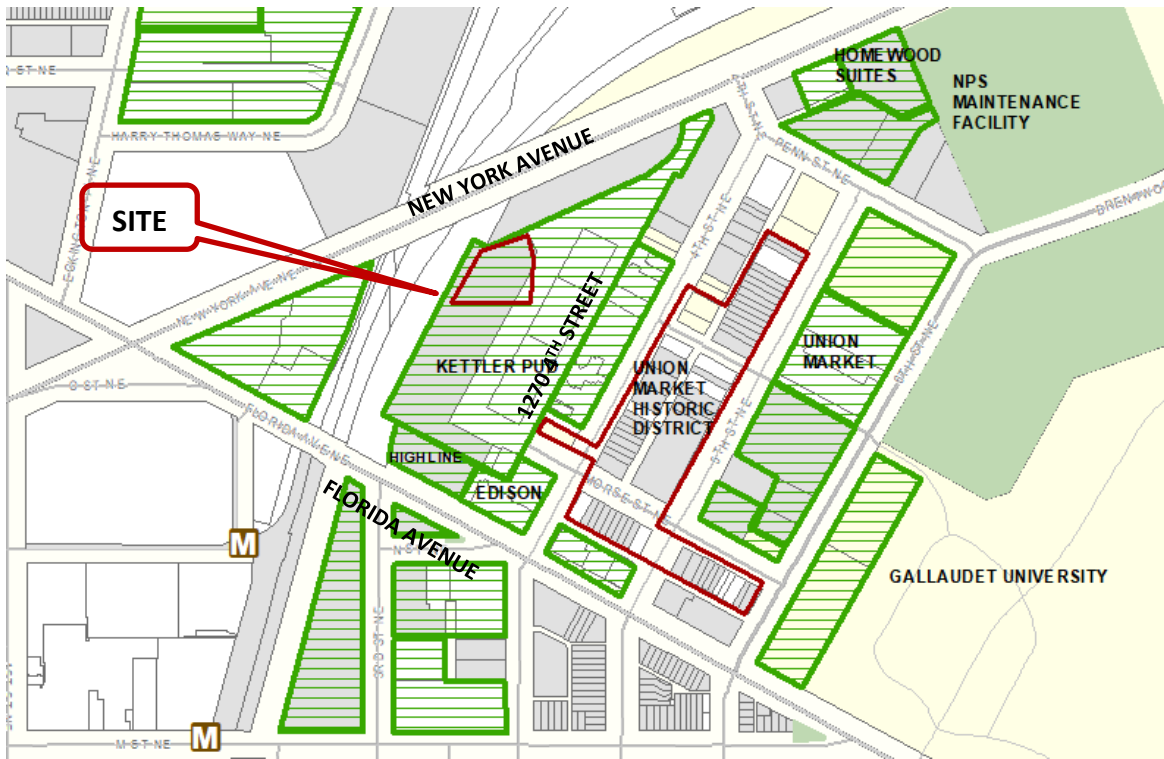 HOMEWOOD
SUITES
NPS
MAINTENANCE
FACILITY
HARRY THOMAS WAY NE
4TH ST NE
PENN ST NE
NEW YORK AVENUE
SITE
4TH ST NE
NEW YORK AVE NE
1270 4TH STREET
KETTLER PUD
UNION
MARKET
HISTORIC
DISTRICT
UNION
MARKET
6TH ST NE
5TH ST NE
FLORIDA AVE NE
HIGHLINE
EDISON
MORSE ST NE
FLORIDA AVENUE
M
GALLAUDET UNIVERSITY
3RD ST NE
M
M ST NE